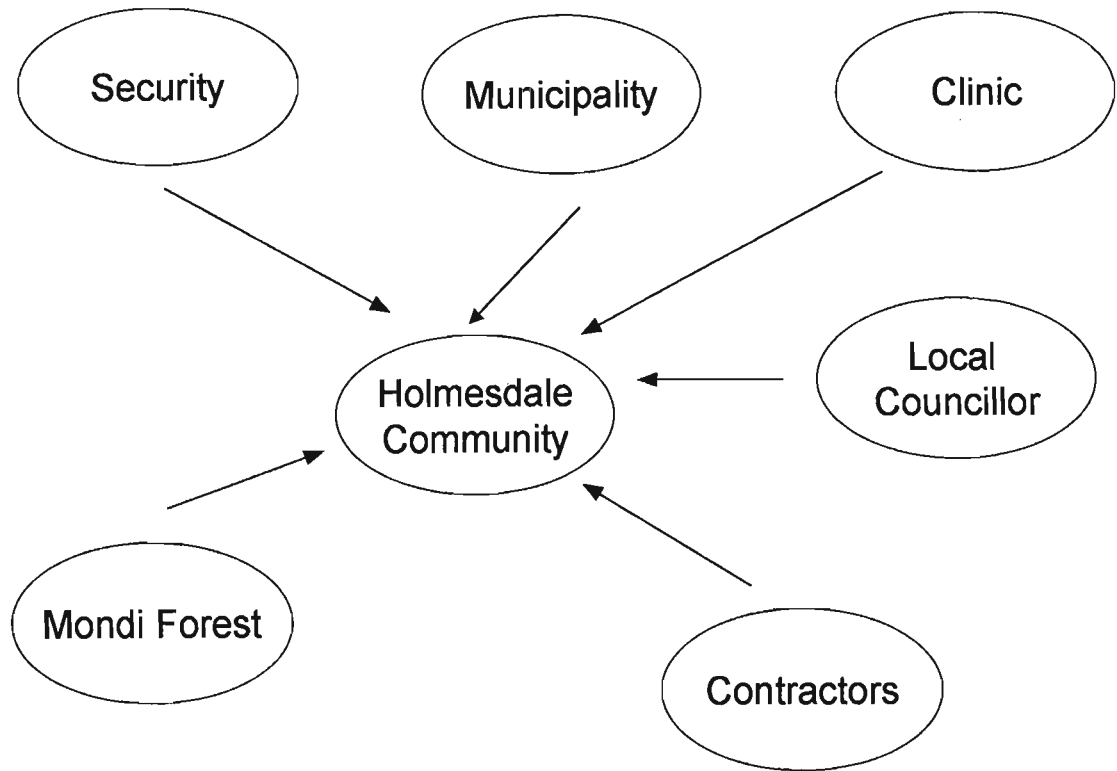 Security
Municipality
Clinic
Local
Councillor
Holmesdale
Community
Mondi Forest
Contractors